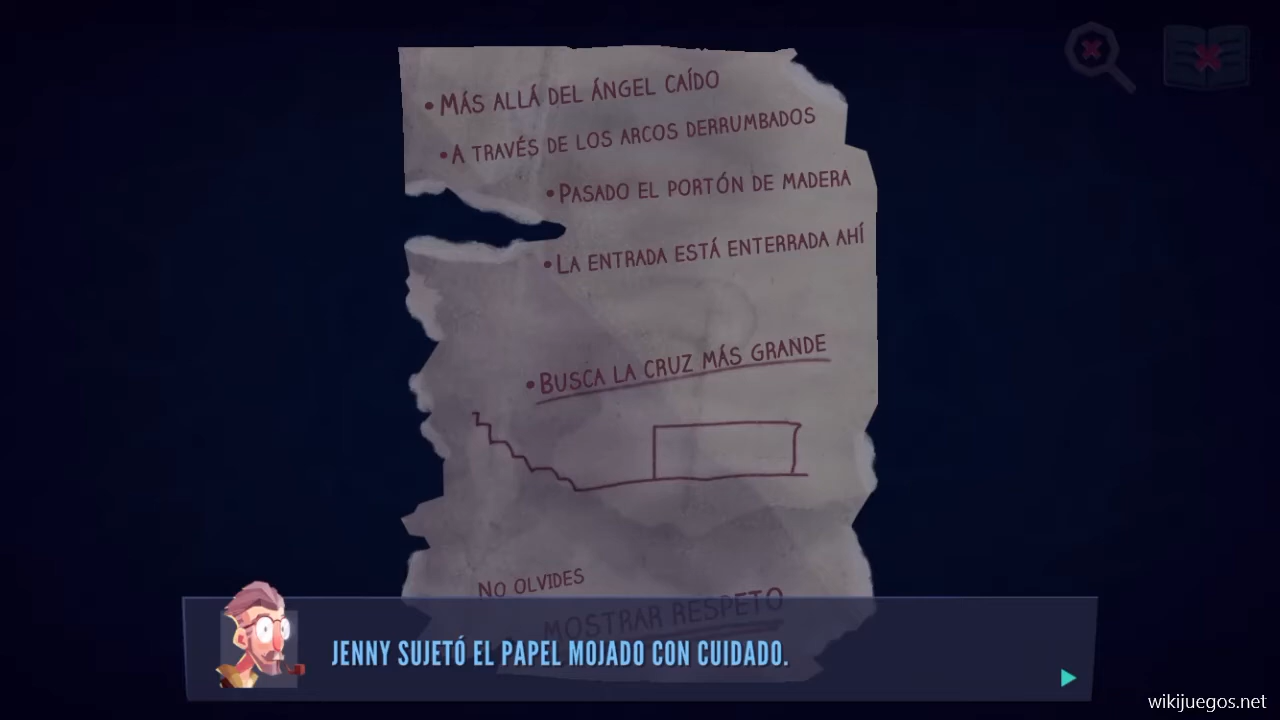 • MÁS ALLÁ DEL ÁNGEL CAÍDO
• A TRAVÉS DE LOS ARCOS DERRUMBADOS
• PASADO EL PORTÓN DE MADERA
• LA ENTRADA ESTÁ ENTERRADA AHÍ
• BUSCA LA CRUZ MÁS GRANDE
NO OLVIDES
MOSTRAR RESPETO
JENNY SUJETÓ EL PAPEL MOJADO CON CUIDADO.
wikijuegos.net